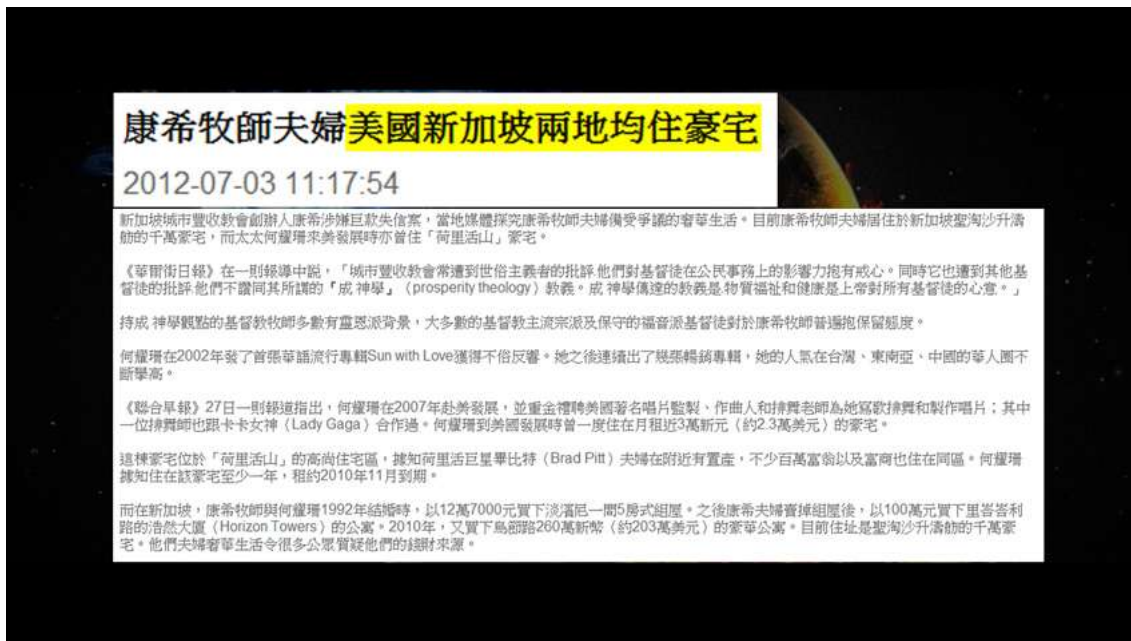 康希牧師夫婦美國新加坡兩地均住豪宅
2012-07-03 11:17:54
新加坡城市豐收教會創辦人康希涉嫌巨款失信案，當地媒體探究康希牧師夫婦備受爭議的奢華生活。目前康希牧師夫婦居住於新加坡聖淘沙升濤
舫的千萬豪宅，而太太何耀珊來美發展時亦曾住「荷里活山」豪宅。
《華爾街日報》在一則報導中説，「城市豐收教會常遭到世俗主義者的批評.他們對基督徒在公民事務上的影響力抱有戒心。同時它也遭到其他基
督徒的批評.他們不贊同其所謂的『成 神學』（prosperity theology）教義。成 神學傳達的教義是.物質福祉和健康是上帝對所有基督徒的心意。」
持成 神學觀點的基督教牧師多數有靈恩派背景，大多數的基督教主流宗派及保守的福音派基督徒對於康希牧師普遍抱保留態度。
何耀珊在2002年發了首張華語流行專輯Sun with Love獲得不俗反響。她之後連續出了幾張暢銷專輯，她的人氣在台灣、東南亞、中國的華人圈不
斷攀高。
《聯合早報》27日一則報道指出，何耀珊在2007年赴美發展，並重金禮聘美國著名唱片監製、作曲人和排舞老師為她寫歌排舞和製作唱片；其中
一位排舞師也跟卡卡女神（Lady Gaga）合作過。何耀珊到美國發展時曾一度住在月租近3萬新元（約2.3萬美元）的豪宅。
這棟豪宅位於「荷里活山」的高尚住宅區，據知荷里活巨星畢比特（Brad Pitt）夫婦在附近有置產，不少百萬富翁以及富商也住在同區。何耀珊
據知住在該豪宅至少一年，租約2010年11月到期。
而在新加坡，康希牧師與何耀珊1992年結婚時，以12萬7000元買下淡濱尼一間5房式組屋。之後康希夫婦賣掉組屋後，以100萬元買下里峇峇利
路的浩然大廈（Horizon Towers）的公寓。2010年，又買下烏節路260萬新幣（約203萬美元）的豪華公寓。目前住址是聖淘沙升濤舫的千萬豪
宅。他們夫婦奢華生活令很多公眾質疑他們的錢財來源。